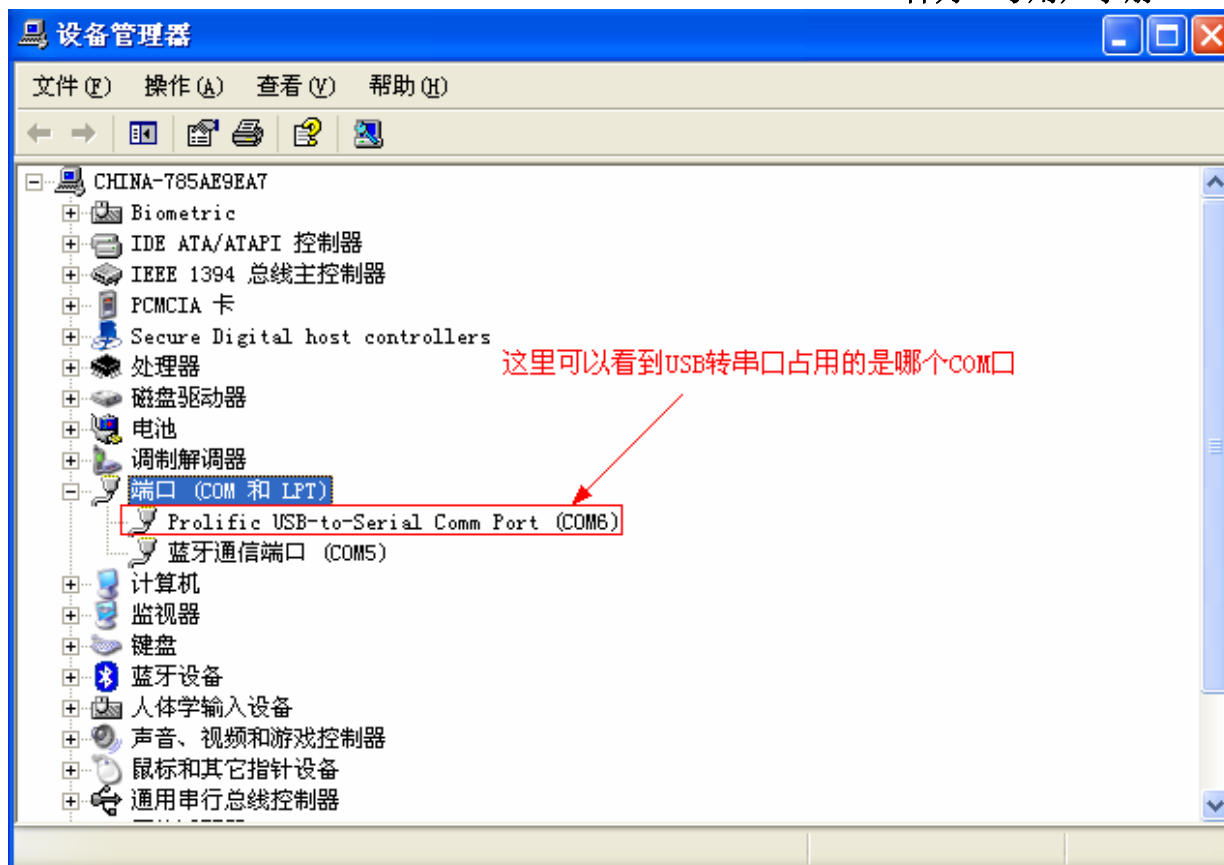 设备管理器
文件(F) 操作(A) 查看(V) 帮助(H)
CHINA-785AE9EA7
Biometric
IDE ATA/ATAPI 控制器
IEEE 1394 总线主控制器
PCMCIA 卡
Secure Digital host controllers
处理器
这里可以看到USB转串口占用的是哪个COM口
磁盘驱动器
电池
调制解调器
端口 (COM 和 LPT)
Prolific USB-to-Serial Comm Port (COM6)
蓝牙通信端口 (COM5)
计算机
监视器
键盘
蓝牙设备
人体学输入设备
声音、视频和游戏控制器
鼠标和其它指针设备
通用串行总线控制器